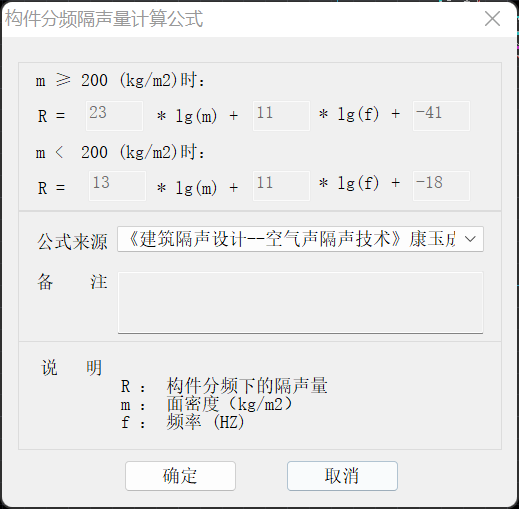 构件分频隔声量计算公式
m ≥ 200 (kg/m2)时:
R = 23 * lg(m) + 11 * lg(f) + -41
m < 200 (kg/m2)时:
R = 13 * lg(m) + 11 * lg(f) + -18
公式来源 《建筑隔声设计--空气声隔声技术》康玉成
备 注
说 明
R : 构件分频下的隔声量
m : 面密度 (kg/m2)
f : 频率 (HZ)
确定 取消